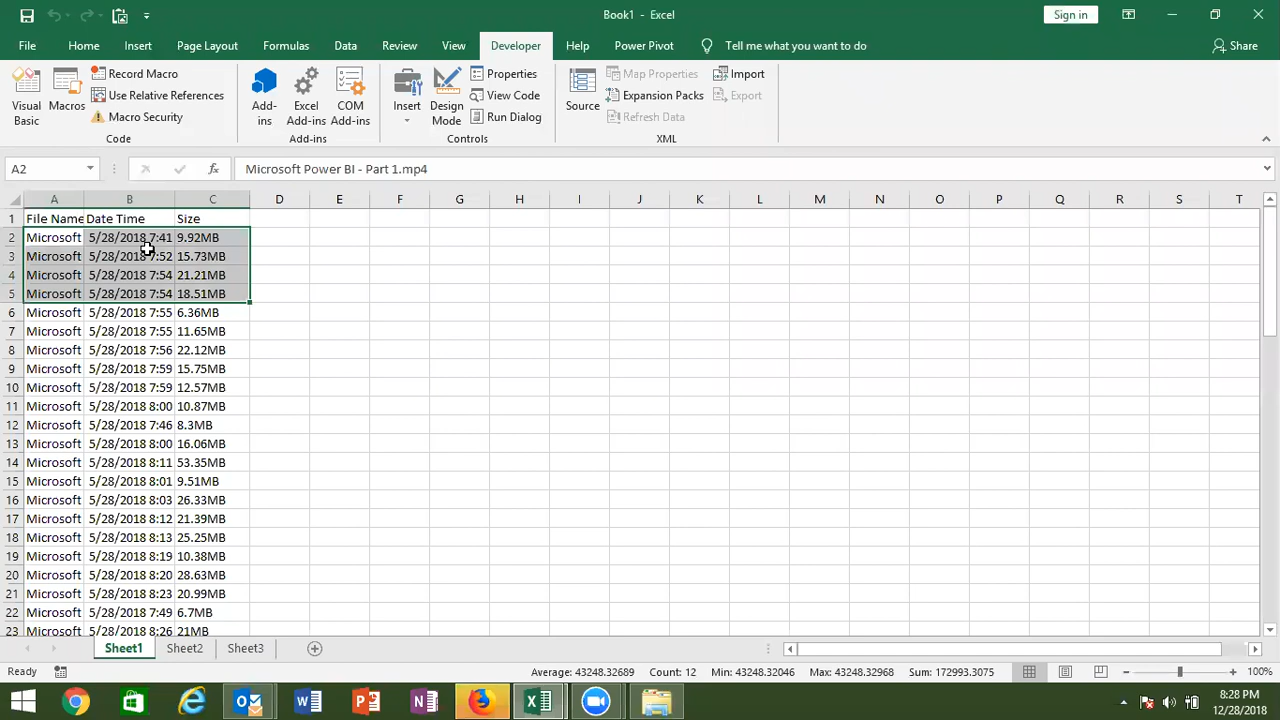 Book1 - Excel
Sign in
File Home Insert Page Layout Formulas Data Review View Developer Help Power Pivot Tell me what you want to do Share
Visual Basic
Macros
Record Macro
Use Relative References
Macro Security
Code
Add-ins
Excel Add-ins
COM Add-ins
Add-ins
Insert
Design Mode
Properties
View Code
Run Dialog
Controls
Source
Map Properties
Expansion Packs
Refresh Data
Import
Export
XML
A2
fx
Microsoft Power BI - Part 1.mp4
A B C D E F G H I J K L M N O P Q R S T
1 File Name Date Time Size
2 Microsoft 5/28/2018 7:41 9.92MB
3 Microsoft 5/28/2018 7:52 15.73MB
4 Microsoft 5/28/2018 7:54 21.21MB
5 Microsoft 5/28/2018 7:54 18.51MB
6 Microsoft 5/28/2018 7:55 6.36MB
7 Microsoft 5/28/2018 7:55 11.65MB
8 Microsoft 5/28/2018 7:56 22.12MB
9 Microsoft 5/28/2018 7:59 15.75MB
10 Microsoft 5/28/2018 7:59 12.57MB
11 Microsoft 5/28/2018 8:00 10.87MB
12 Microsoft 5/28/2018 7:46 8.3MB
13 Microsoft 5/28/2018 8:00 16.06MB
14 Microsoft 5/28/2018 8:11 53.35MB
15 Microsoft 5/28/2018 8:01 9.51MB
16 Microsoft 5/28/2018 8:03 26.33MB
17 Microsoft 5/28/2018 8:12 21.39MB
18 Microsoft 5/28/2018 8:13 25.25MB
19 Microsoft 5/28/2018 8:19 10.38MB
20 Microsoft 5/28/2018 8:20 28.63MB
21 Microsoft 5/28/2018 8:23 20.99MB
22 Microsoft 5/28/2018 7:49 6.7MB
23 Microsoft 5/28/2018 8:26 21MB
Sheet1 Sheet2 Sheet3
Ready Average: 43248.32689 Count: 12 Min: 43248.32046 Max: 43248.32968 Sum: 172993.3075 100%
8:28 PM
12/28/2018